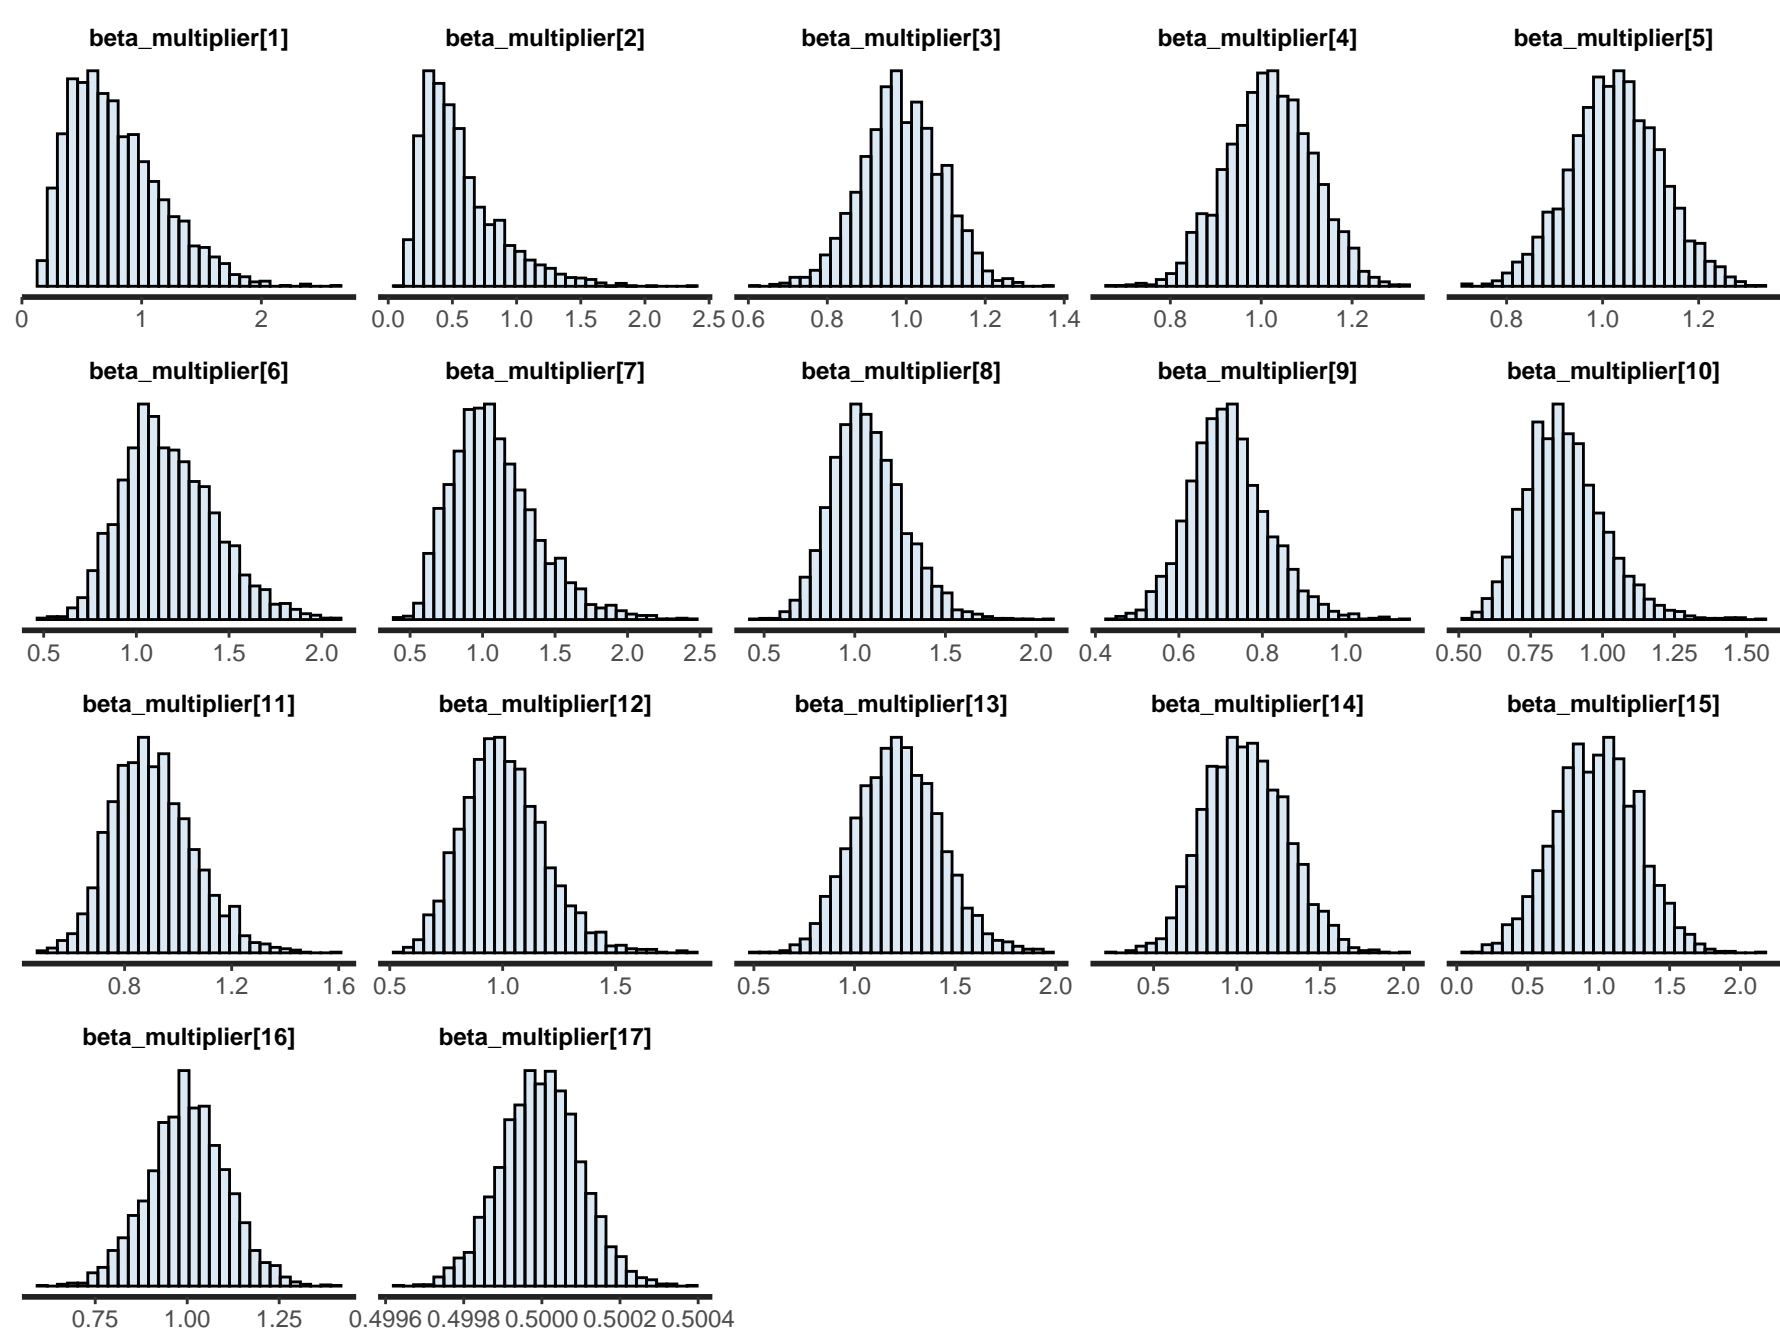 beta_multiplier[1] beta_multiplier[2] beta_multiplier[3] beta_multiplier[4] beta_multiplier[5]
0 1 2 0.0 0.5 1.0 1.5 2.0 2.5 0.6 0.8 1.0 1.2 1.4 0.8 1.0 1.2 0.8 1.0 1.2
beta_multiplier[6] beta_multiplier[7] beta_multiplier[8] beta_multiplier[9] beta_multiplier[10]
0.5 1.0 1.5 2.0 0.5 1.0 1.5 2.0 2.5 0.5 1.0 1.5 2.0 0.4 0.6 0.8 1.0 0.50 0.75 1.00 1.25 1.50
beta_multiplier[11] beta_multiplier[12] beta_multiplier[13] beta_multiplier[14] beta_multiplier[15]
0.8 1.2 1.6 0.5 1.0 1.5 0.5 1.0 1.5 2.0 0.5 1.0 1.5 2.0 0.0 0.5 1.0 1.5 2.0
beta_multiplier[16] beta_multiplier[17]
0.75 1.00 1.25 0.4996 0.4998 0.5000 0.5002 0.5004